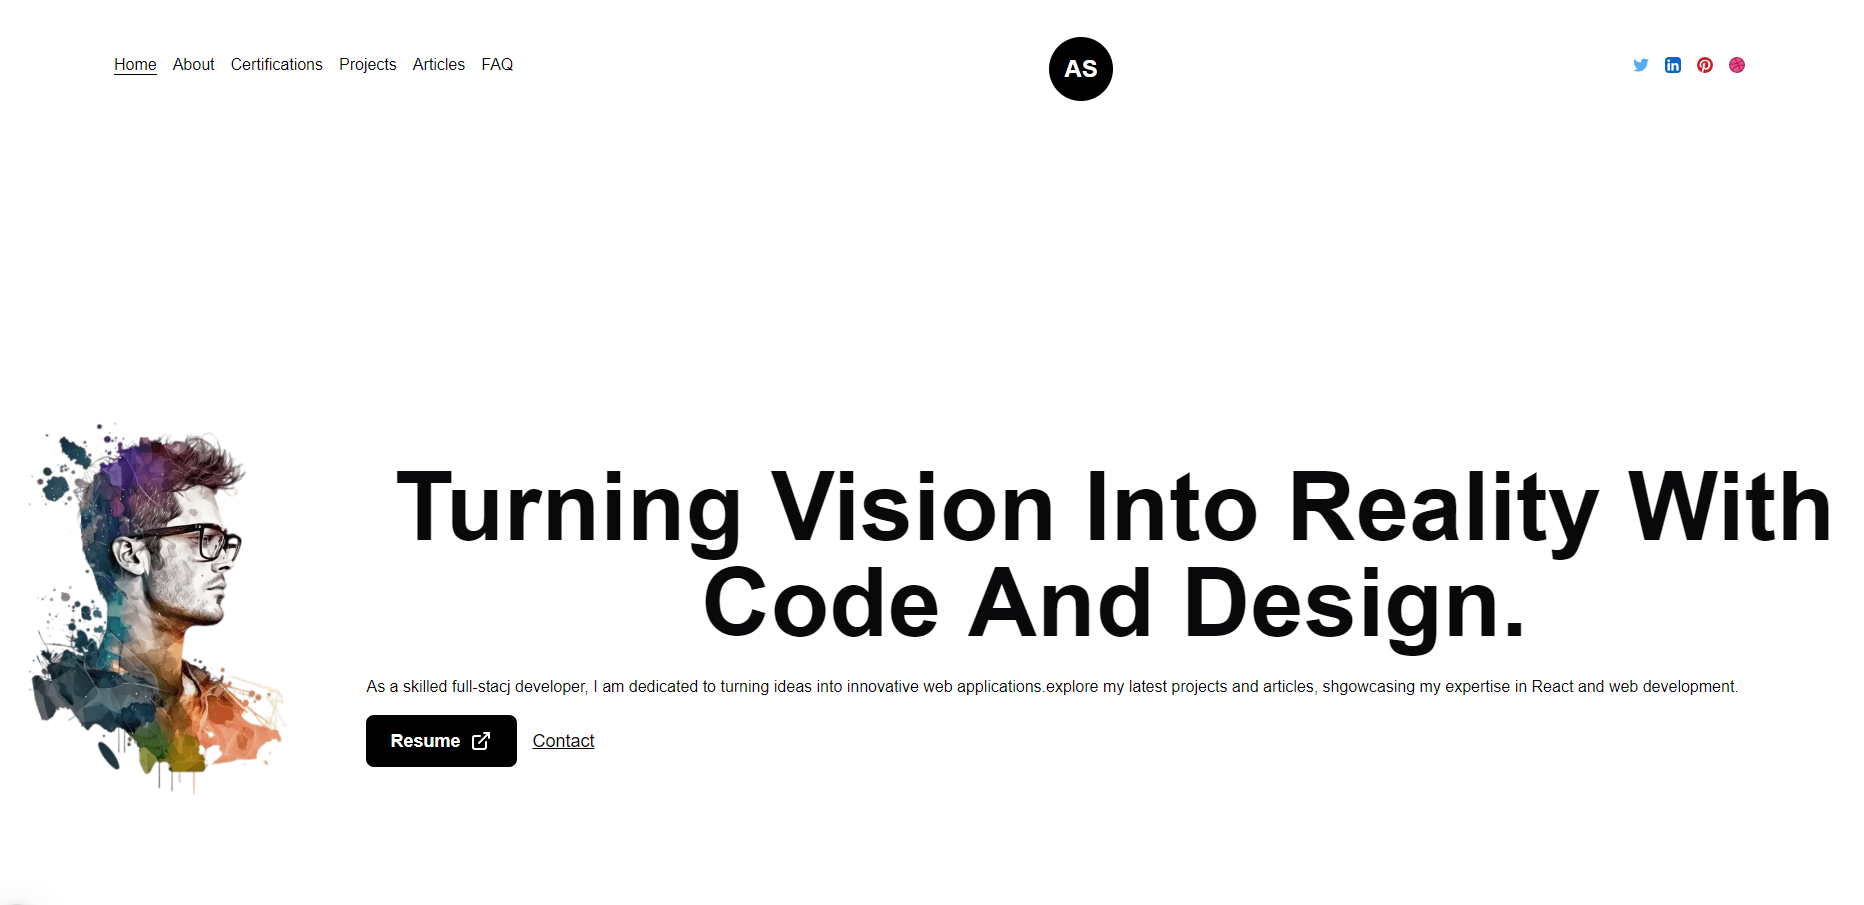 Home About Certifications Projects Articles FAQ
AS
in
Turning Vision Into Reality With
Code And Design.
As a skilled full-stacj developer, I am dedicated to turning ideas into innovative web applications.explore my latest projects and articles, shgowcasing my expertise in React and web development.
Resume
Contact